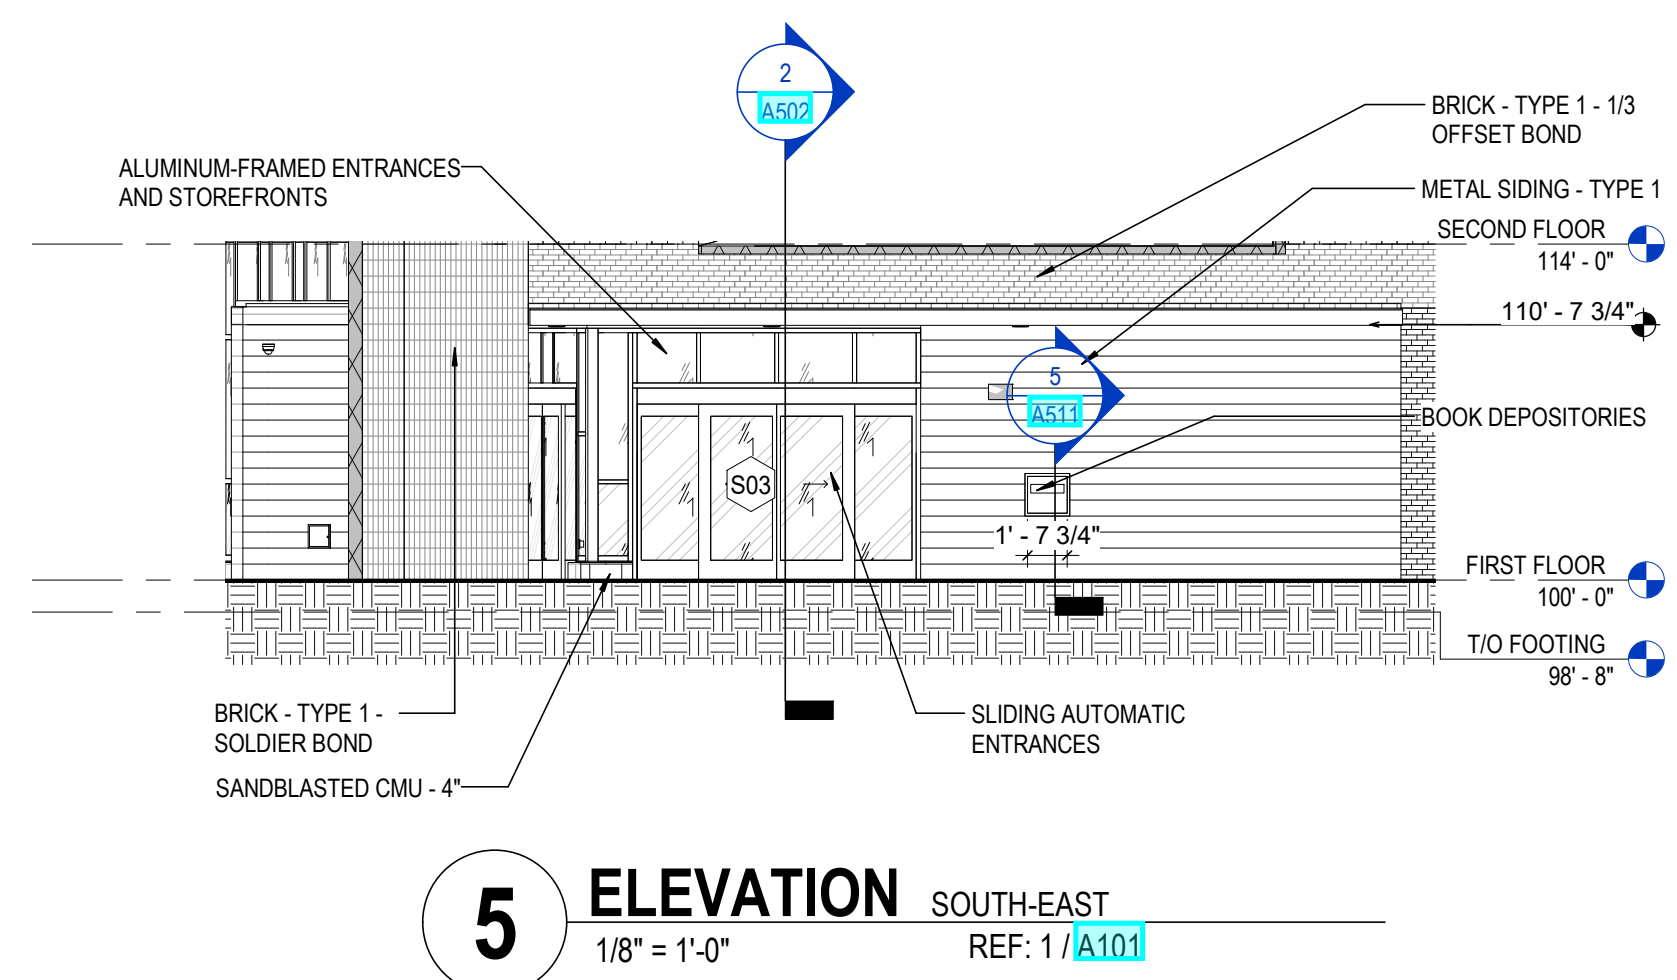 2
A502
BRICK - TYPE 1 - 1/3
OFFSET BOND
ALUMINUM-FRAMED ENTRANCES
AND STOREFRONTS
METAL SIDING - TYPE 1
SECOND FLOOR
114' - 0"
110' - 7 3/4"
5
A511
BOOK DEPOSITORIES
S03
1' - 7 3/4"
FIRST FLOOR
100' - 0"
T/O FOOTING
98' - 8"
BRICK - TYPE 1 -
SOLDIER BOND
SLIDING AUTOMATIC
ENTRANCES
SANDBLASTED CMU - 4"
5
ELEVATION SOUTH-EAST
1/8" = 1'-0" REF: 1 / A101